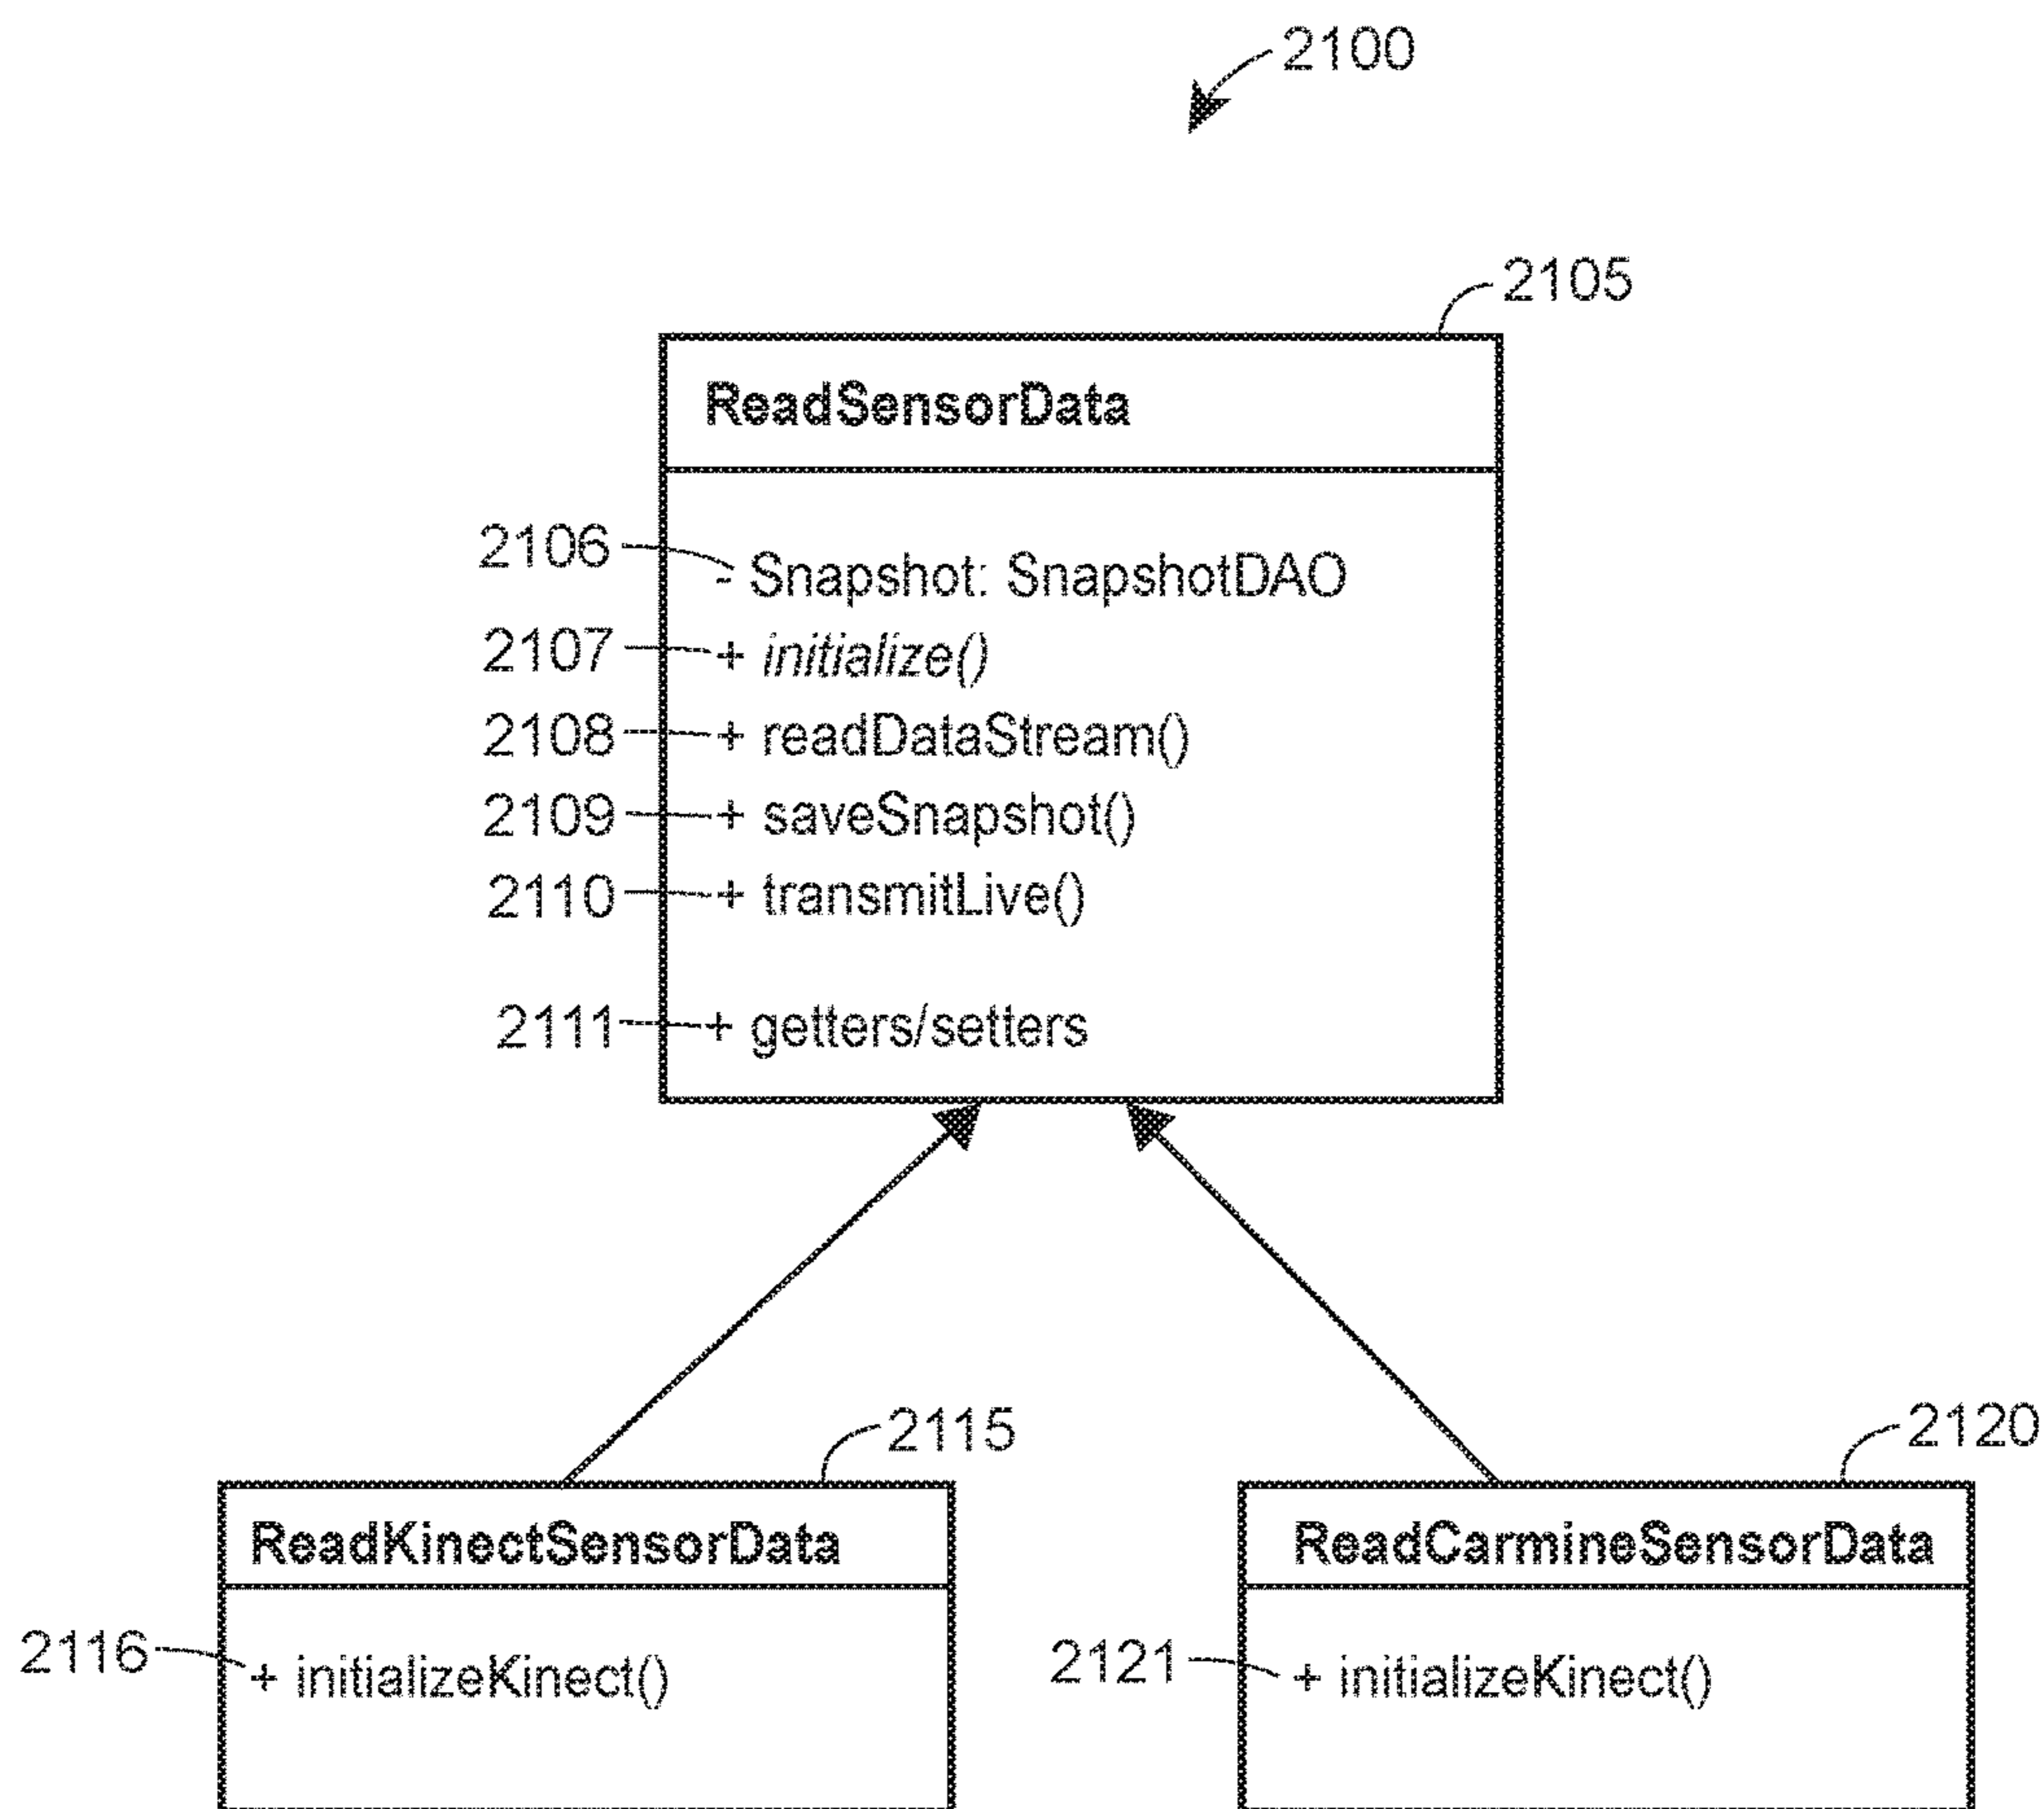 2100
2105
ReadSensorData
2106 - Snapshot: SnapshotDAO
2107 + initialize()
2108 + readDataStream()
2109 + saveSnapshot()
2110 + transmitLive()
2111 + getters/setters
2115
2120
ReadKinectSensorData
ReadCarmineSensorData
2116 + initializeKinect()
2121 + initializeKinect()